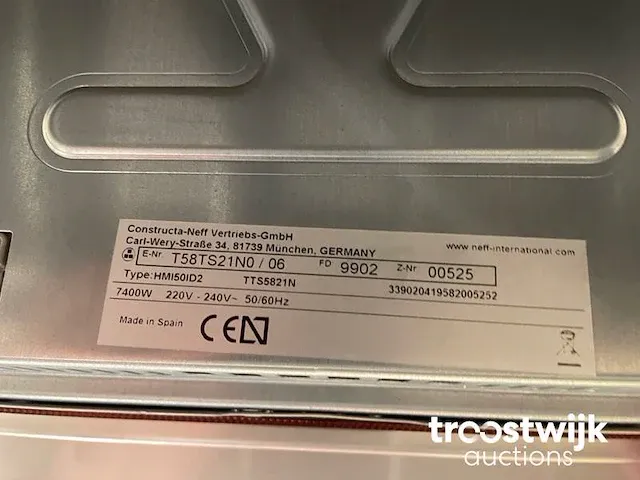 Constructa-Neff Vertriebs-GmbH
Carl-Wery-Straße 34, 81739 München, GERMANY
www.neff-international.com
E-Nr. T58TS21N0 / 06 FD 9902 Z-Nr 00525
Type:HMI50ID2 TTS5821N 339020419582005252
7400W 220V - 240V~ 50/60Hz
Made in Spain CE N
troostwijk
auctions